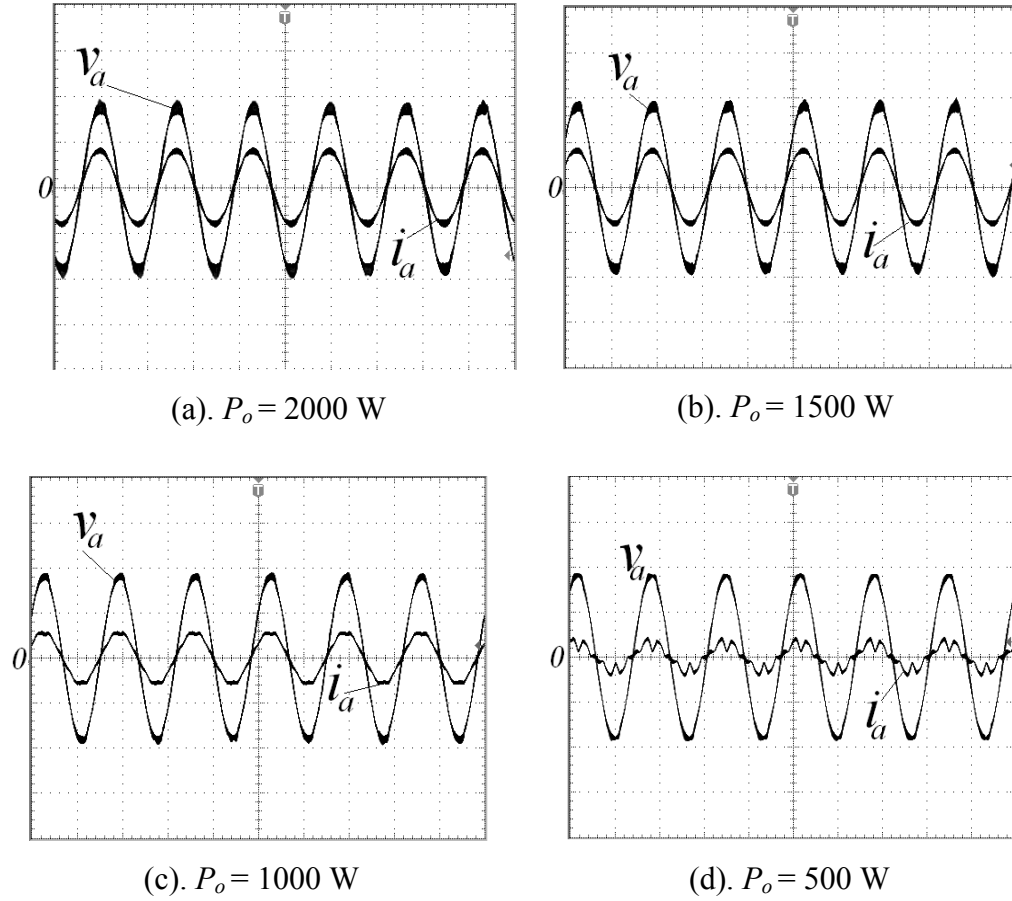 T
T
v_a
v_a
0
0
i_a
i_a
(a). P_o = 2000 W
(b). P_o = 1500 W
T
T
v_a
v_a
0
0
i_a
i_a
(c). P_o = 1000 W
(d). P_o = 500 W